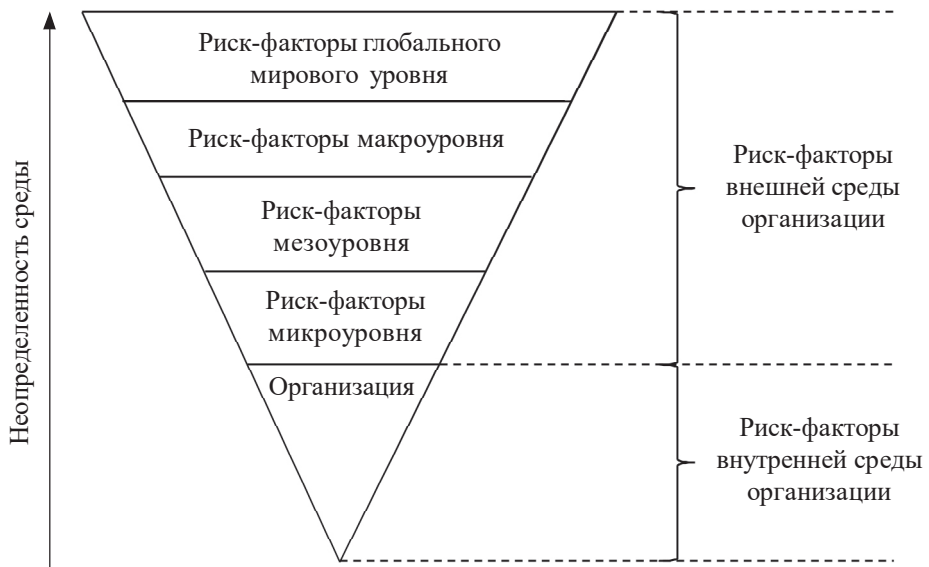 Риск-факторы глобального
мирового уровня
Риск-факторы макроуровня
Риск-факторы
мезоуровня
Риск-факторы
микроуровня
Организация
Неопределенность среды
Риск-факторы
внешней среды
организации
Риск-факторы
внутренней среды
организации